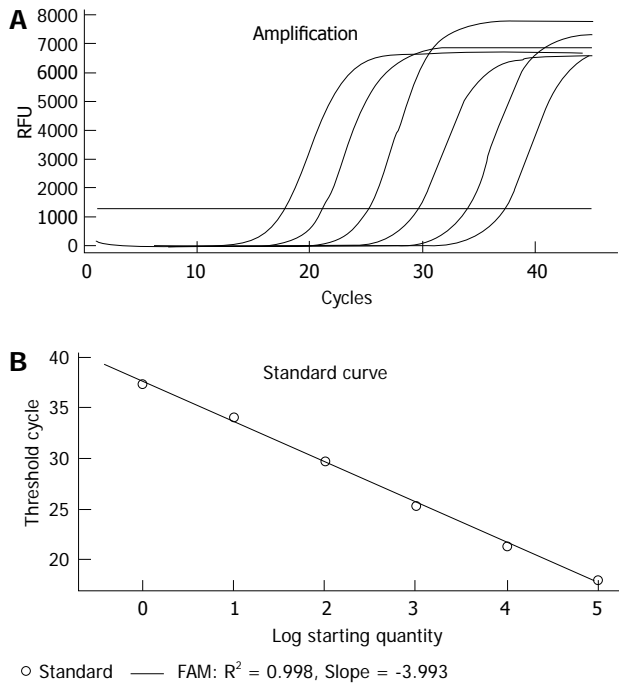 A
Amplification
8000
7000
6000
5000
4000
3000
2000
1000
0
RFU
0 10 20 30 40
Cycles
B
Standard curve
40
35
30
25
20
Threshold cycle
0 1 2 3 4 5
Log starting quantity
Standard FAM: R² = 0.998, Slope = -3.993